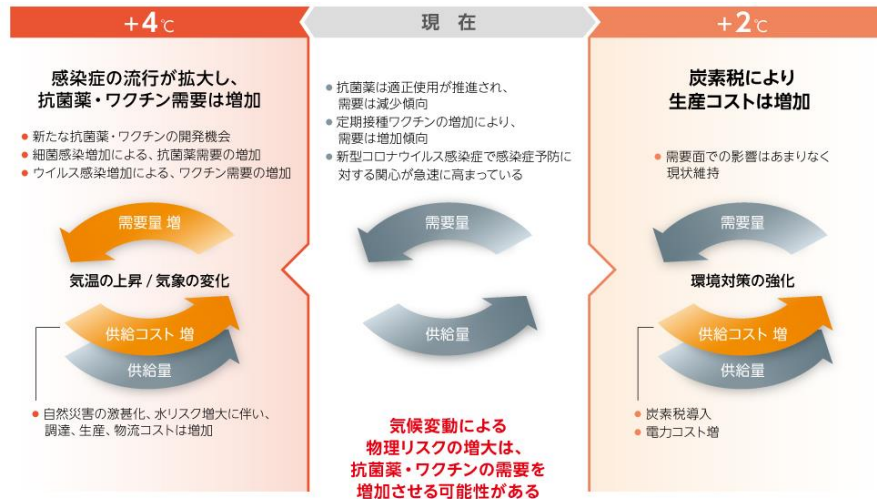 +4℃
感染症の流行が拡大し、
抗菌薬・ワクチン需要は増加
● 新たな抗菌薬・ワクチンの開発機会
● 細菌感染増加による、抗菌薬需要の増加
● ウイルス感染増加による、ワクチン需要の増加
需要量 増
気温の上昇 / 気象の変化
供給コスト 増
供給量
● 自然災害の激甚化、水リスク増大に伴い、
調達、生産、物流コストは増加
現 在
● 抗菌薬は適正使用が推進され、
需要は減少傾向
● 定期接種ワクチンの増加により、
需要は増加傾向
● 新型コロナウイルス感染症で感染症予防に
対する関心が急速に高まっている
需要量
供給量
気候変動による
物理リスクの増大は、
抗菌薬・ワクチンの需要を
増加させる可能性がある
+2℃
炭素税により
生産コストは増加
● 需要面での影響はあまりなく
現状維持
需要量
環境対策の強化
供給コスト 増
供給量
● 炭素税導入
● 電力コスト増